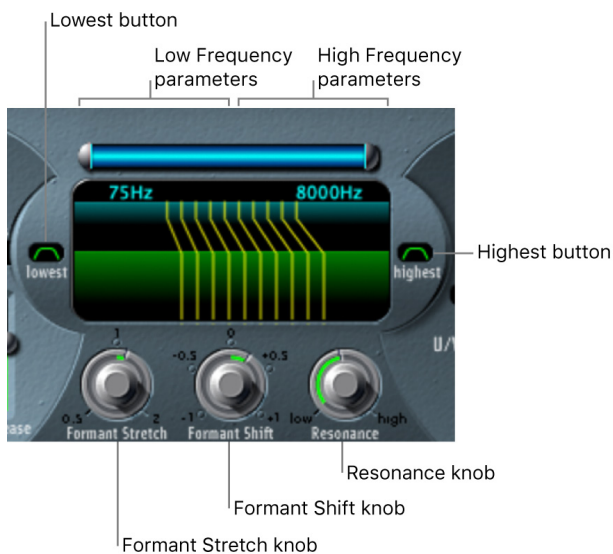 Lowest button
Low Frequency
parameters
High Frequency
parameters
75Hz
8000Hz
lowest
highest
Highest button
U/V
1
0
-0.5
+0.5
0.5
2
-1
+1
low
high
ease
Formant Stretch
Formant Shift
Resonance
Resonance knob
Formant Shift knob
Formant Stretch knob